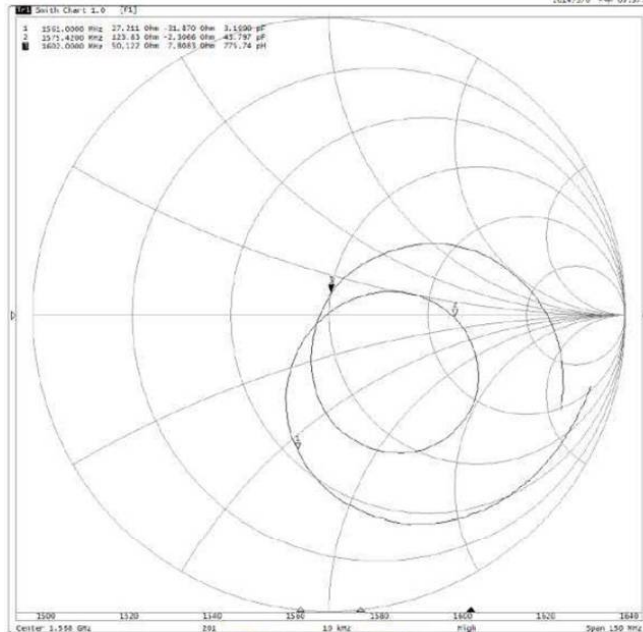 Tr1 Smith Chart 1.0 [F1]
1 1561.0000 MHz 27.211 Ohm -31.870 Ohm 3.1990 pF
2 1575.4200 MHz 123.83 Ohm -2.3066 Ohm 43.797 pF
1602.0000 MHz 50.122 Ohm 7.8083 Ohm 775.74 pH
1500 1520 1540 1560 1580 1600 1620 1640
Center 1.568 GHz 201 10 kHz High Span 150 MHz